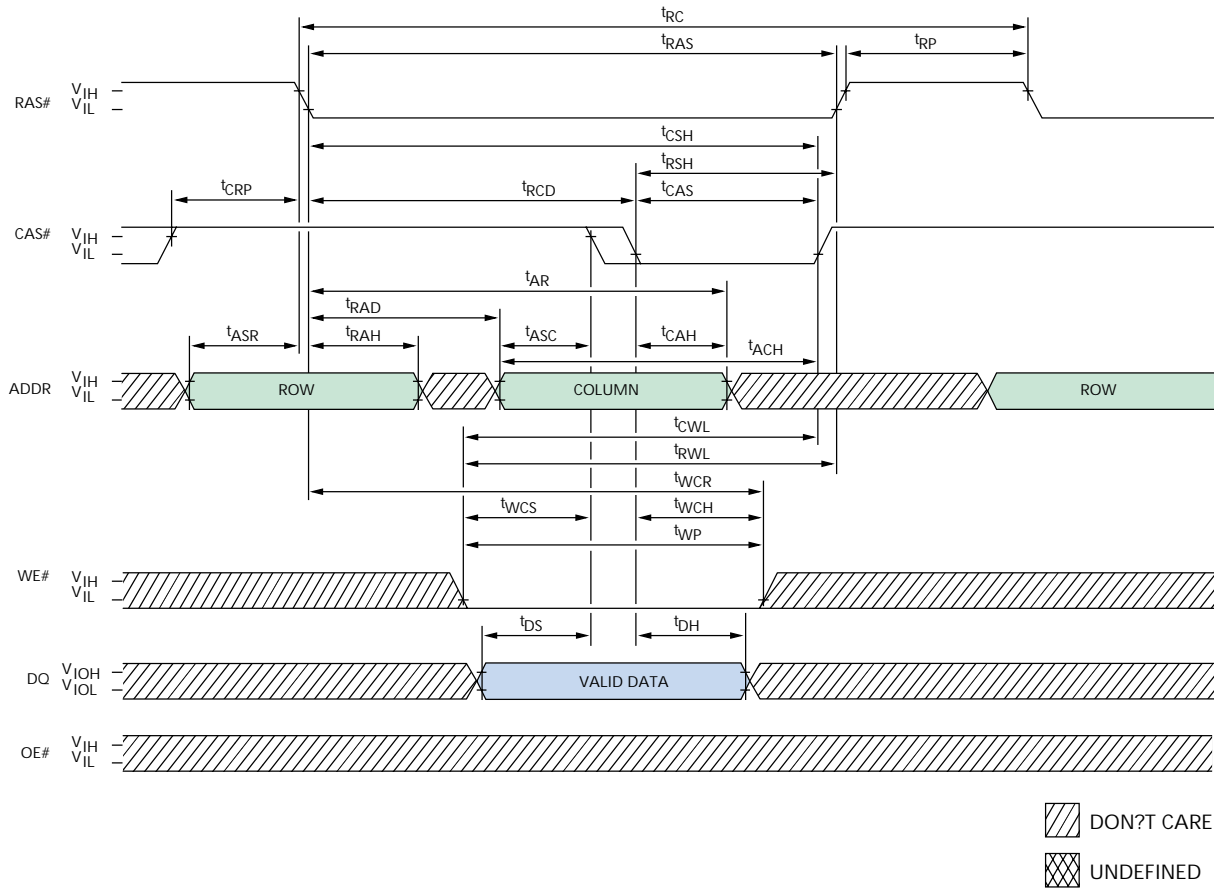 tRC
tRAS
tRP
RAS#
VIH
VIL
tCSH
tRSH
tCRP
tRCD
tCAS
CAS#
VIH
VIL
tAR
tRAD
tASR
tRAH
tASC
tCAH
tACH
ADDR
VIH
VIL
ROW
COLUMN
ROW
tCWL
tRWL
tWCR
tWCS
tWCH
tWP
WE#
VIH
VIL
tDS
tDH
DQ
VIOH
VIOL
VALID DATA
OE#
VIH
VIL
DON?T CARE
UNDEFINED